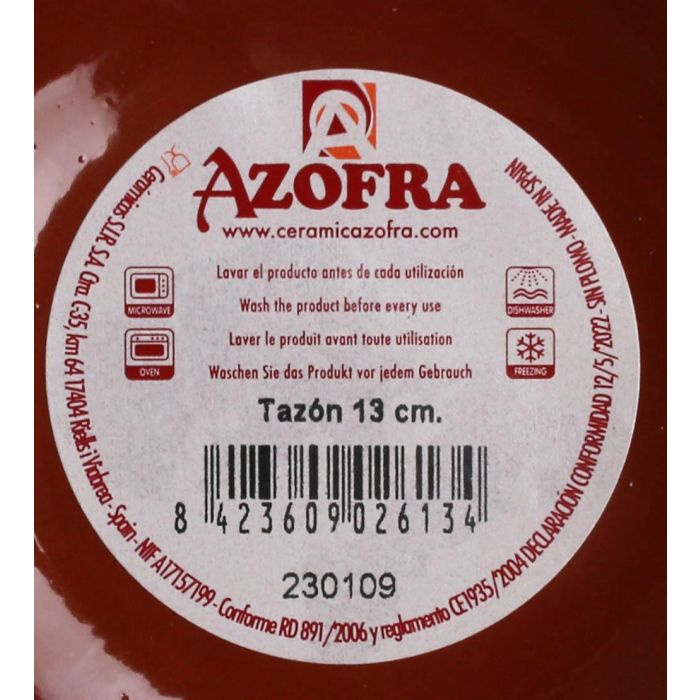 AZOFRA
www.ceramicazofra.com
Lavar el producto antes de cada utilización
Wash the product before every use
Laver le produit avant toute utilisation
Waschen Sie das Produkt vor jedem Gebrauch
MICROWAVE
OVEN
DISHWASHER
FREEZING
Tazón 13 cm.
8 423609 026134
230109
Cerámicas SIR SA. Ctra. C-35, km 64 17404 Riells i Viabrea - Spain - NIF A17157199 - Conforme RD 891/2006 y reglamento CE1935/2004 DECLARACIÓN CONFORMIDAD 12/5/2022 - SIN PLOMO - MADE IN SPAIN